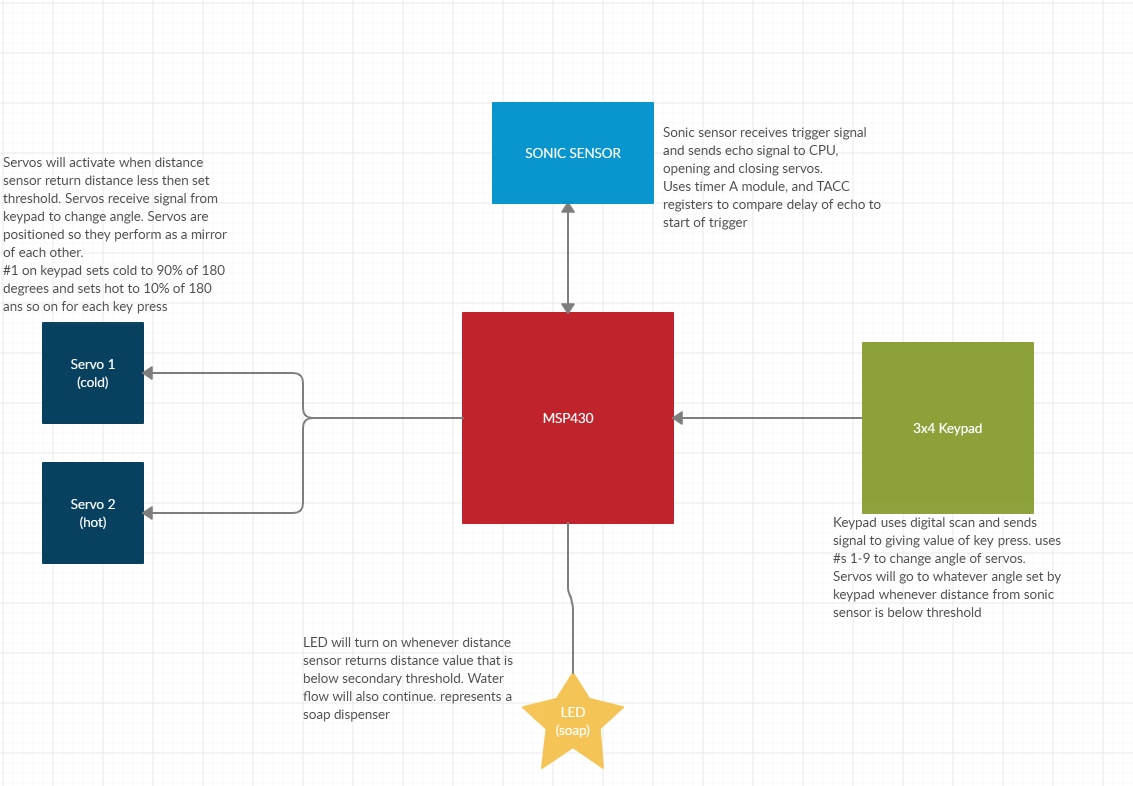 SONIC SENSOR
Sonic sensor receives trigger signal
and sends echo signal to CPU,
opening and closing servos.
Uses timer A module, and TACC
registers to compare delay of echo to
start of trigger
Servos will activate when distance
sensor return distance less then set
threshold. Servos receive signal from
keypad to change angle. Servos are
positioned so they perform as a mirror
of each other.
#1 on keypad sets cold to 90% of 180
degrees and sets hot to 10% of 180
ans so on for each key press
Servo 1
(cold)
Servo 2
(hot)
MSP430
3x4 Keypad
Keypad uses digital scan and sends
signal to giving value of key press. uses
#s 1-9 to change angle of servos.
Servos will go to whatever angle set by
keypad whenever distance from sonic
sensor is below threshold
LED will turn on whenever distance
sensor returns distance value that is
below secondary threshold. Water
flow will also continue. represents a
soap dispenser
LED
(soap)